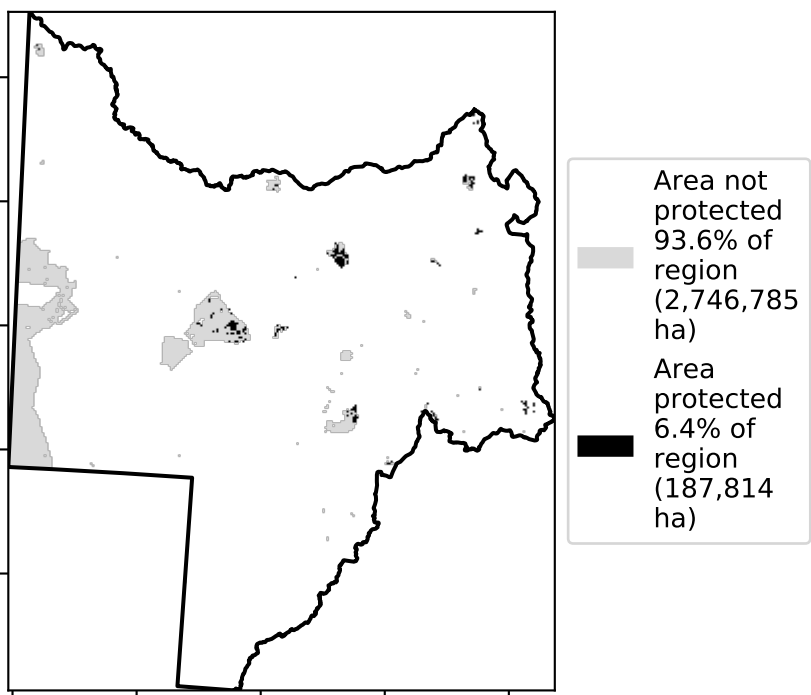 Area not
protected
93.6% of
region
(2,746,785
ha)
Area
protected
6.4% of
region
(187,814
ha)